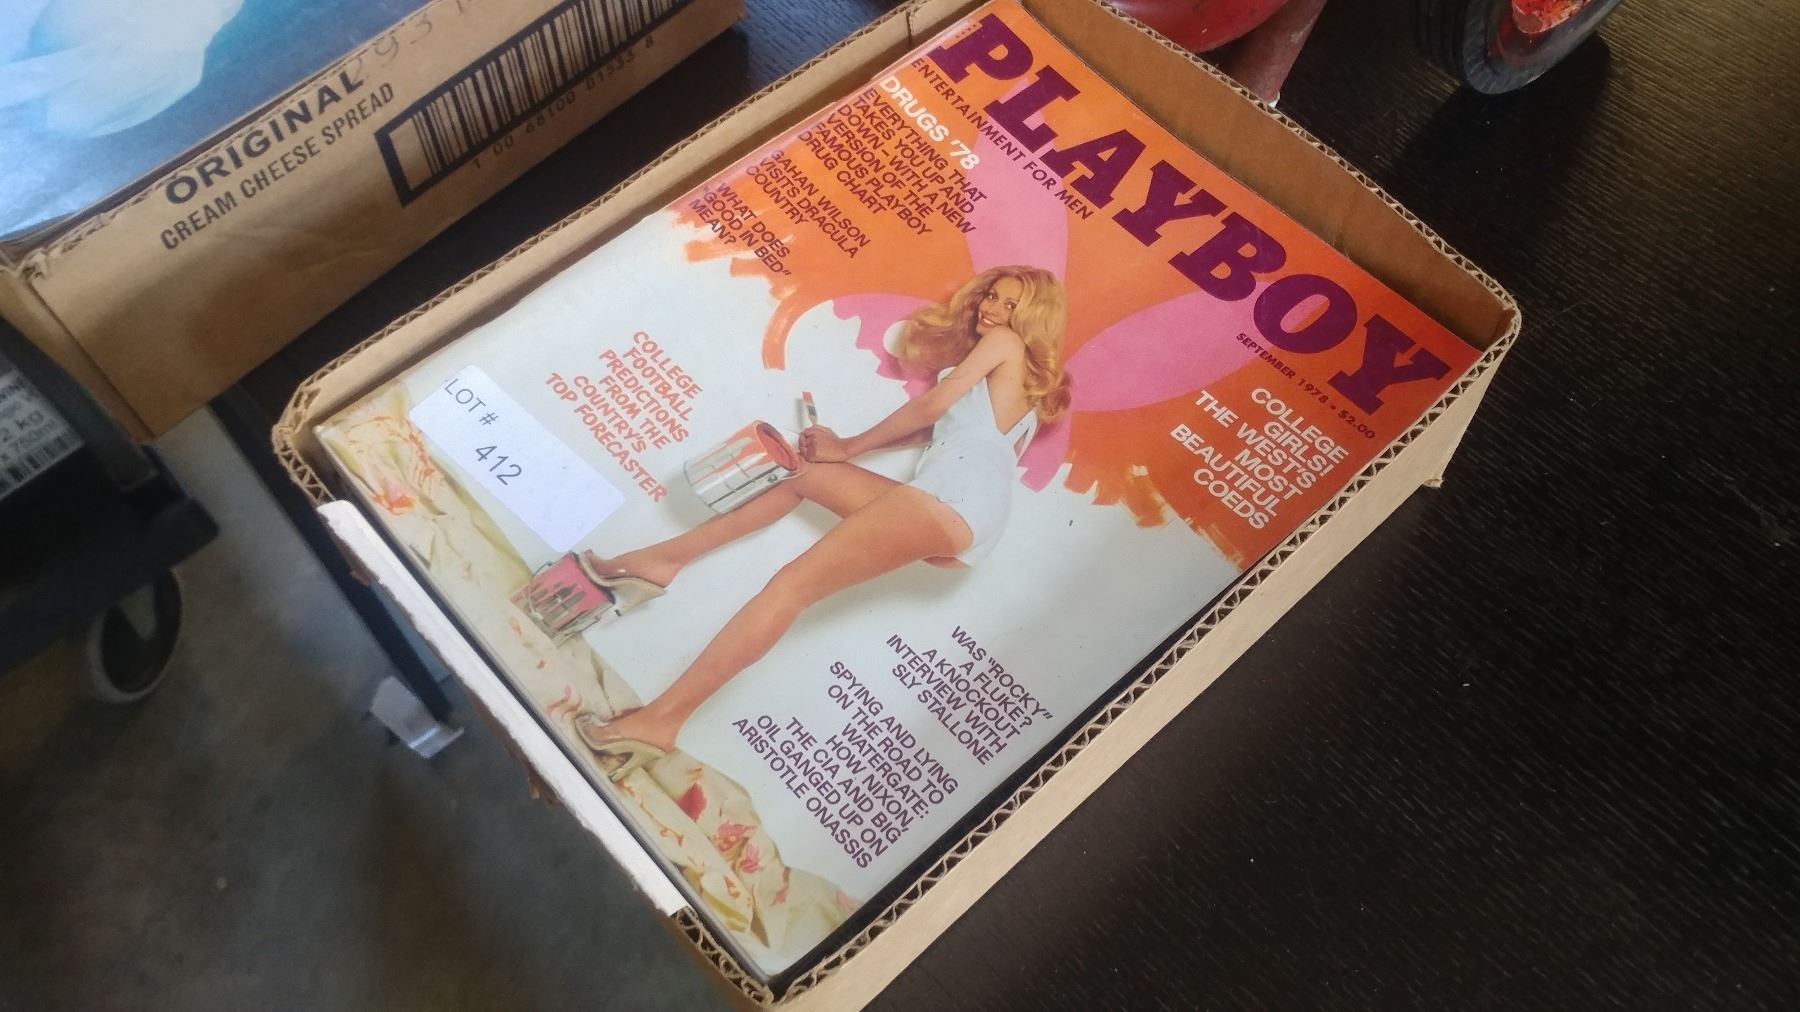 ORIGINAL
CREAM CHEESE SPREAD
PLAYBOY
ENTERTAINMENT FOR MEN
SEPTEMBER 1978 • $2.00
DRUGS '78
EVERYTHING THAT
TAKES YOU UP AND
DOWN—WITH A NEW
VERSION OF THE
FAMOUS PLAYBOY
DRUG CHART
GAHAN WILSON
VISITS DRACULA
COUNTRY
WHAT DOES
"GOOD IN BED"
MEAN?
COLLEGE
FOOTBALL
PREDICTIONS
FROM THE
COUNTRY'S
TOP FORECASTER
LOT #
412
COLLEGE
GIRLS!
THE WEST'S
MOST
BEAUTIFUL
COEDS
WAS "ROCKY"
A FLUKE?
A KNOCKOUT
INTERVIEW WITH
SLY STALLONE
SPYING AND LYING
ON THE ROAD TO
WATERGATE:
HOW NIXON,
THE CIA AND BIG
OIL GANGED UP ON
ARISTOTLE ONASSIS